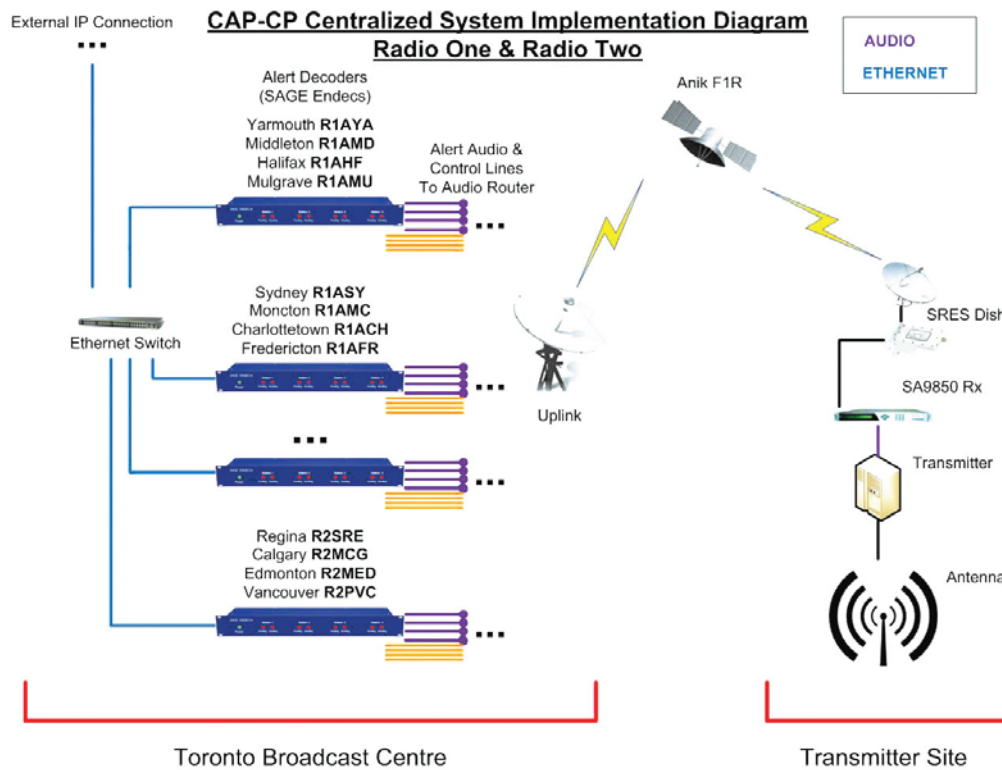 CAP-CP Centralized System Implementation Diagram
Radio One & Radio Two
External IP Connection
AUDIO
ETHERNET
Alert Decoders
(SAGE Endecs)
Yarmouth R1AYA
Middleton R1AMD
Halifax R1AHF
Mulgrave R1AMU
Alert Audio &
Control Lines
To Audio Router
Anik F1R
Sydney R1ASY
Moncton R1AMC
Charlottetown R1ACH
Fredericton R1AFR
Ethernet Switch
Uplink
SRES Dish
SA9850 Rx
Transmitter
Regina R2SRE
Calgary R2MCG
Edmonton R2MED
Vancouver R2PVC
Antenna
Toronto Broadcast Centre
Transmitter Site